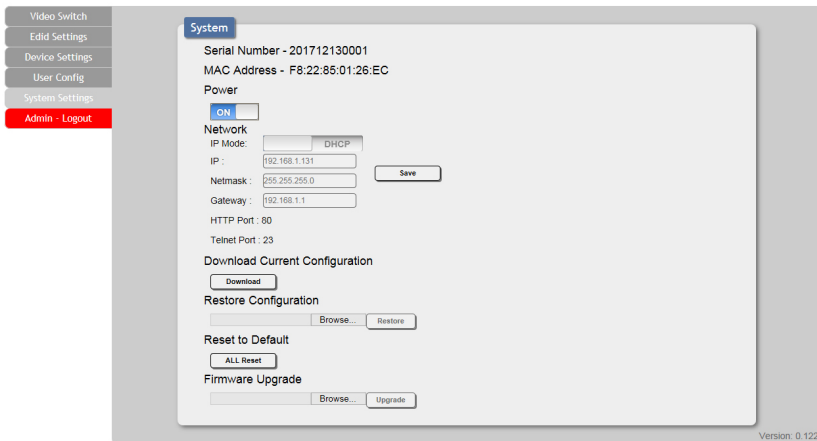 Video Switch
Edid Settings
Device Settings
User Config
System Settings
Admin - Logout
System
Serial Number - 201712130001
MAC Address - F8:22:85:01:26:EC
Power
ON
Network
IP Mode: DHCP
IP : 192.168.1.131
Save
Netmask : 255.255.255.0
Gateway : 192.168.1.1
HTTP Port : 80
Telnet Port : 23
Download Current Configuration
Download
Restore Configuration
Browse... Restore
Reset to Default
ALL Reset
Firmware Upgrade
Browse... Upgrade
Version: 0.122